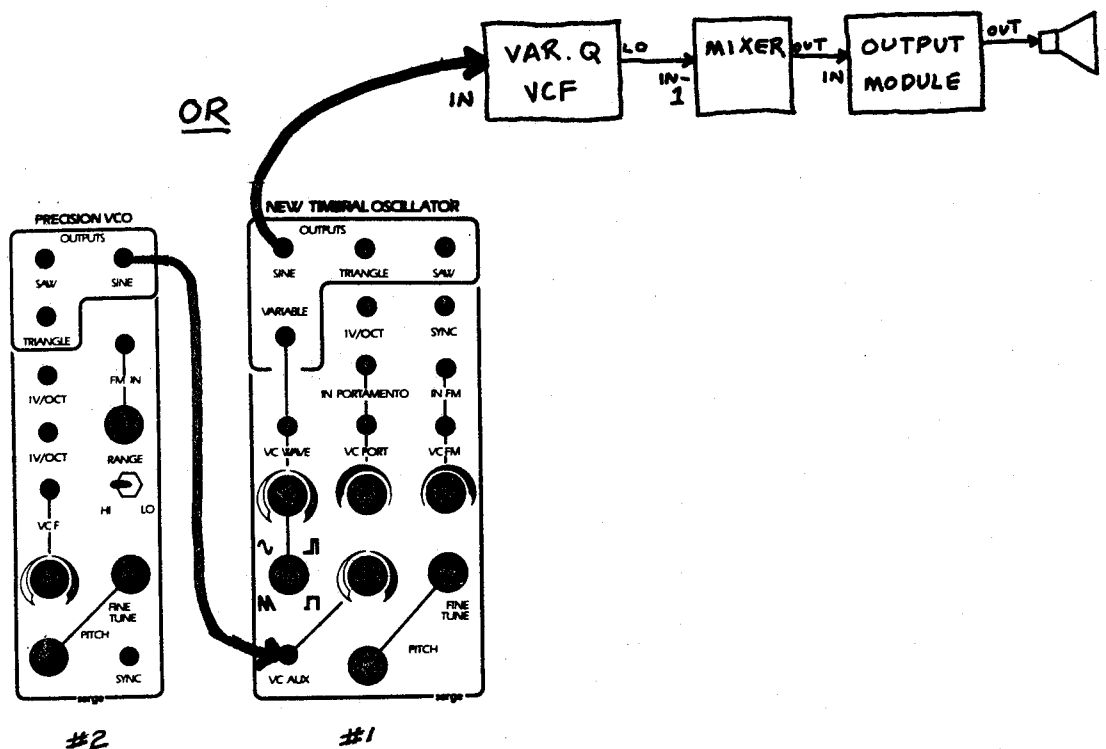 VAR. Q
VCF
LO
IN
IN-
1
MIXER
OUT
IN
OUTPUT
MODULE
OUT
OR
PRECISION VCO
OUTPUTS
SAW
SINE
TRIANGLE
1V/OCT
FM IN
1V/OCT
RANGE
HI
LO
VC F
FINE
TUNE
PITCH
SYNC
serge
#2
NEW TIMBRAL OSCILLATOR
OUTPUTS
SINE
TRIANGLE
SAW
VARIABLE
1V/OCT
SYNC
IN PORTAMENTO
IN FM
VC WAVE
VC PORT
VC FM
FINE
TUNE
PITCH
VC AUX
serge
#1